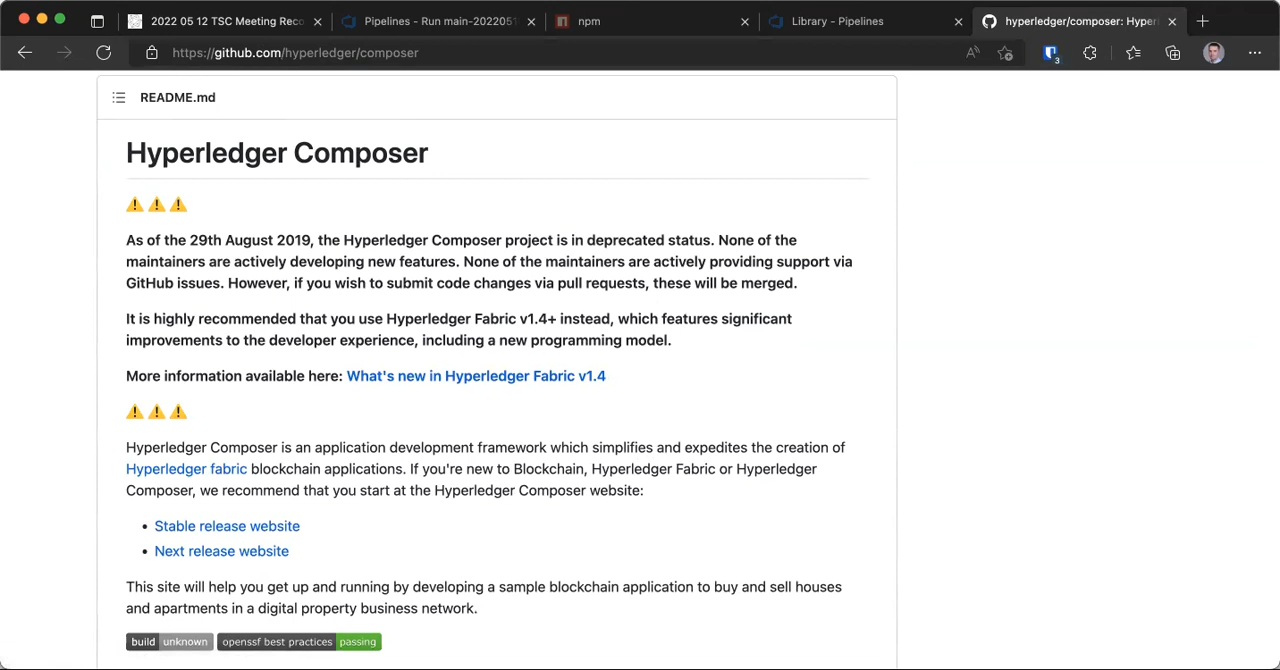 2022 05 12 TSC Meeting Reco
Pipelines - Run main-2022051
npm
Library - Pipelines
hyperledger/composer: Hyperl
https://github.com/hyperledger/composer
3
README.md
Hyperledger Composer
As of the 29th August 2019, the Hyperledger Composer project is in deprecated status. None of the
maintainers are actively developing new features. None of the maintainers are actively providing support via
GitHub issues. However, if you wish to submit code changes via pull requests, these will be merged.
It is highly recommended that you use Hyperledger Fabric v1.4+ instead, which features significant
improvements to the developer experience, including a new programming model.
More information available here: What's new in Hyperledger Fabric v1.4
Hyperledger Composer is an application development framework which simplifies and expedites the creation of
Hyperledger fabric blockchain applications. If you're new to Blockchain, Hyperledger Fabric or Hyperledger
Composer, we recommend that you start at the Hyperledger Composer website:
• Stable release website
• Next release website
This site will help you get up and running by developing a sample blockchain application to buy and sell houses
and apartments in a digital property business network.
build unknown openssf best practices passing